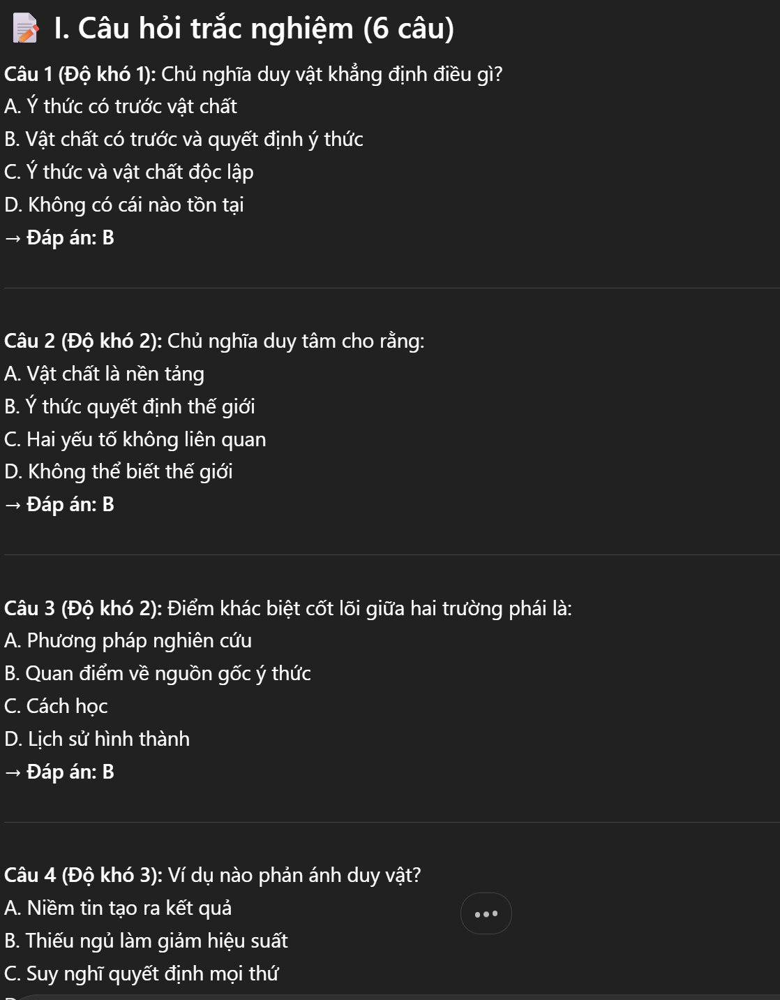 I. Câu hỏi trắc nghiệm (6 câu)
Câu 1 (Độ khó 1): Chủ nghĩa duy vật khẳng định điều gì?
A. Ý thức có trước vật chất
B. Vật chất có trước và quyết định ý thức
C. Ý thức và vật chất độc lập
D. Không có cái nào tồn tại
→ Đáp án: B
Câu 2 (Độ khó 2): Chủ nghĩa duy tâm cho rằng:
A. Vật chất là nền tảng
B. Ý thức quyết định thế giới
C. Hai yếu tố không liên quan
D. Không thể biết thế giới
→ Đáp án: B
Câu 3 (Độ khó 2): Điểm khác biệt cốt lõi giữa hai trường phái là:
A. Phương pháp nghiên cứu
B. Quan điểm về nguồn gốc ý thức
C. Cách học
D. Lịch sử hình thành
→ Đáp án: B
Câu 4 (Độ khó 3): Ví dụ nào phản ánh duy vật?
A. Niềm tin tạo ra kết quả
B. Thiếu ngủ làm giảm hiệu suất
C. Suy nghĩ quyết định mọi thứ